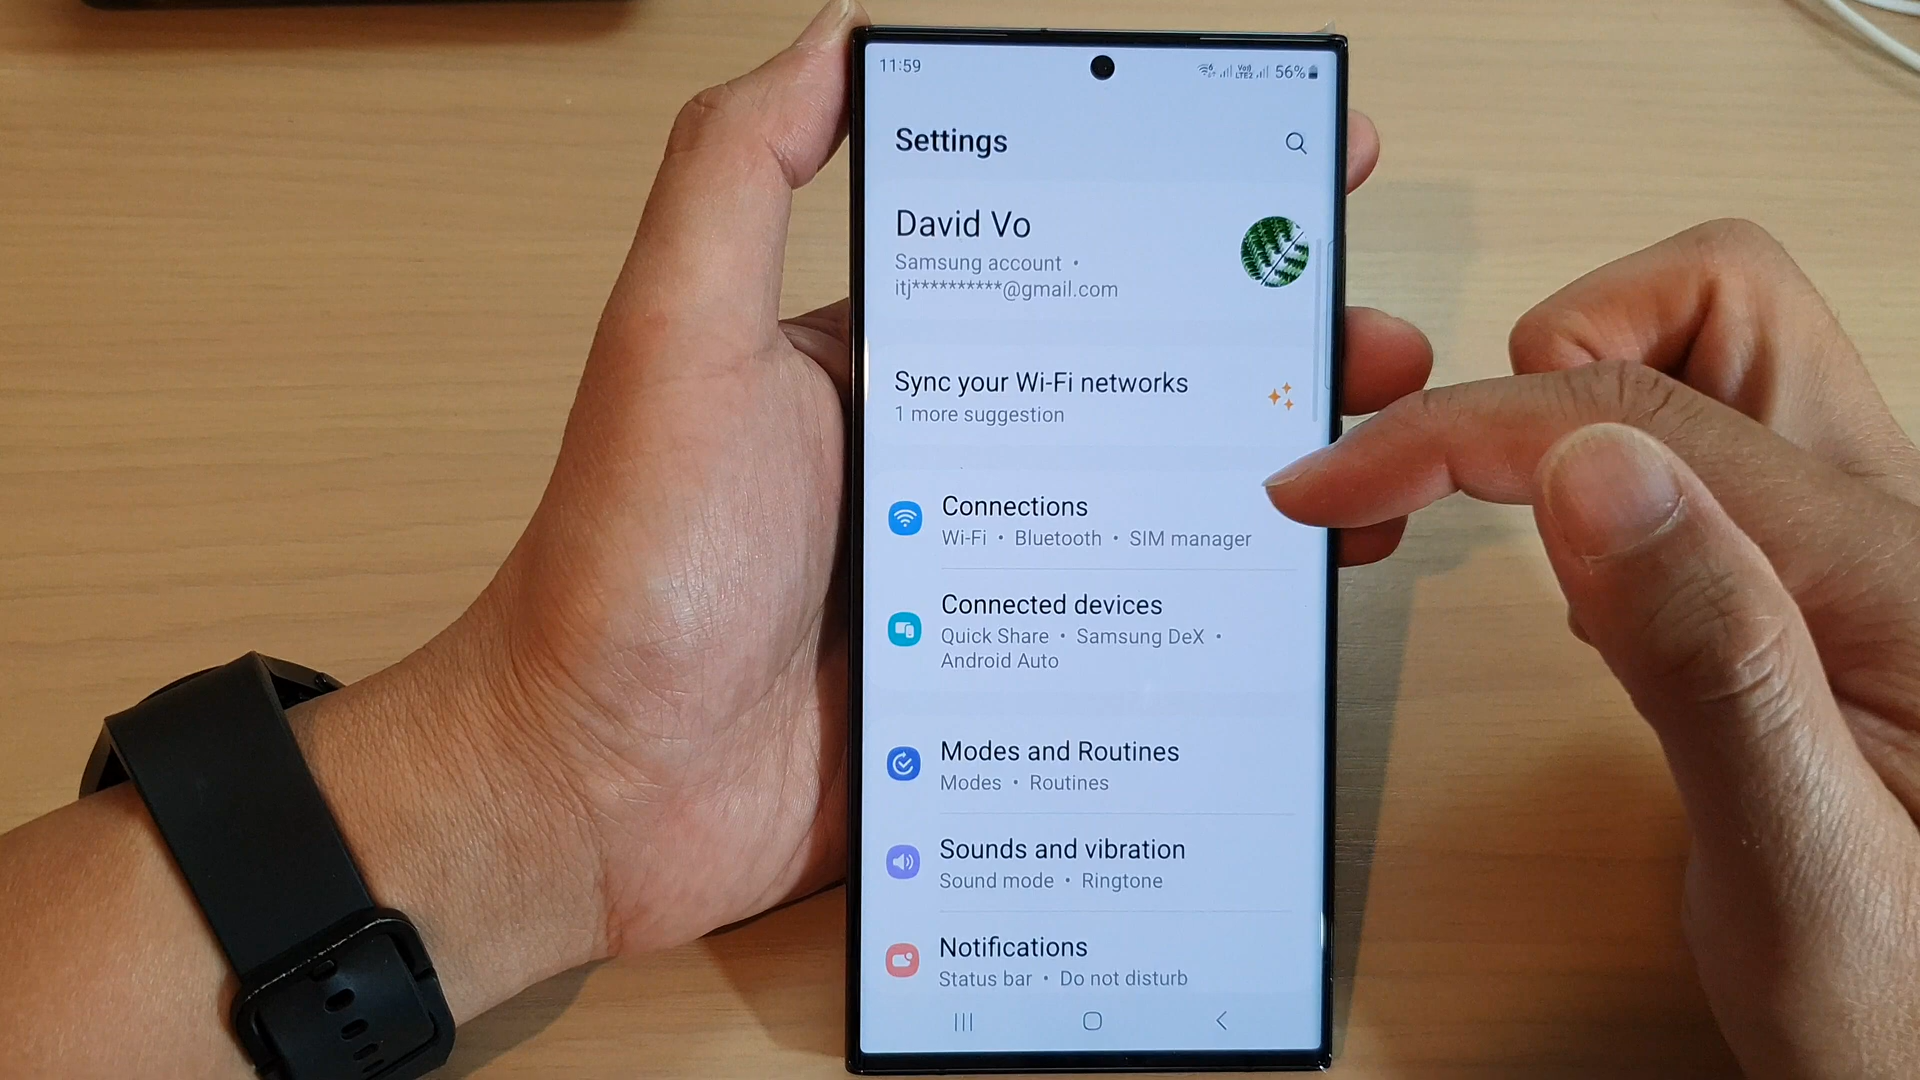 11:59
56%
Settings
David Vo
Samsung account •
itj**********@gmail.com
Sync your Wi-Fi networks
1 more suggestion
Connections
Wi-Fi • Bluetooth • SIM manager
Connected devices
Quick Share • Samsung DeX •
Android Auto
Modes and Routines
Modes • Routines
Sounds and vibration
Sound mode • Ringtone
Notifications
Status bar • Do not disturb